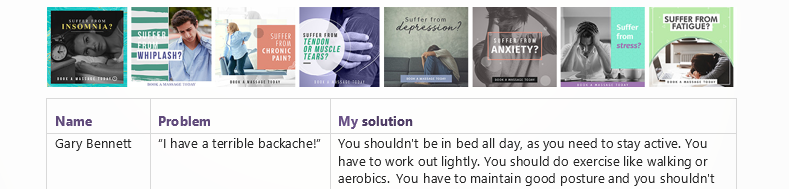 SUFFER FROM
INSOMNIA?
BOOK A MASSAGE TODAY
SUFFER
FROM
WHIPLASH?
BOOK A MASSAGE TODAY
SUFFER
FROM
CHRONIC
PAIN?
BOOK A MASSAGE TODAY
SUFFER FROM
TENDON
OR MUSCLE
TEARS?
BOOK A MASSAGE TODAY
Suffer from
depression?
BOOK A MASSAGE TODAY
SUFFER FROM
ANXIETY?
BOOK A MASSAGE TODAY
Suffer
from
stress?
BOOK A MASSAGE TODAY
SUFFER FROM
FATIGUE?
BOOK A MASSAGE TODAY
Name Problem My solution
Gary Bennett “I have a terrible backache!” You shouldn't be in bed all day, as you need to stay active. You
have to work out lightly. You should do exercise like walking or
aerobics. You have to maintain good posture and you shouldn't